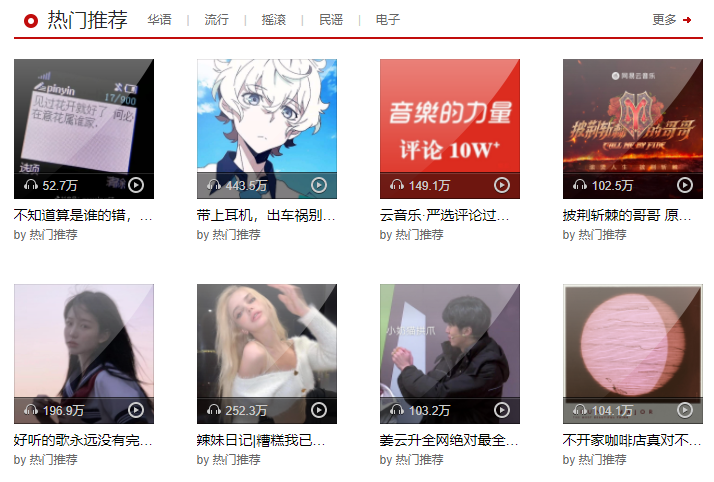 热门推荐 华语 | 流行 | 摇滚 | 民谣 | 电子 更多
pinyin
17/900
见过花开就好了
在意花属谁家、 何必
选项
52.7万
不知道算是谁的错，...
by 热门推荐
443.5万
带上耳机，出车祸别...
by 热门推荐
音樂的力量
评论 10W+
149.1万
云音乐·严选评论过...
by 热门推荐
网易云音乐
披荆斩棘的哥哥
CALL ME BY FIRE
102.5万
披荆斩棘的哥哥 原...
by 热门推荐
196.9万
好听的歌永远没有完...
by 热门推荐
252.3万
辣妹日记|糟糕我已...
by 热门推荐
103.2万
姜云升全网绝对最全...
by 热门推荐
104.1万
不开家咖啡店真对不...
by 热门推荐